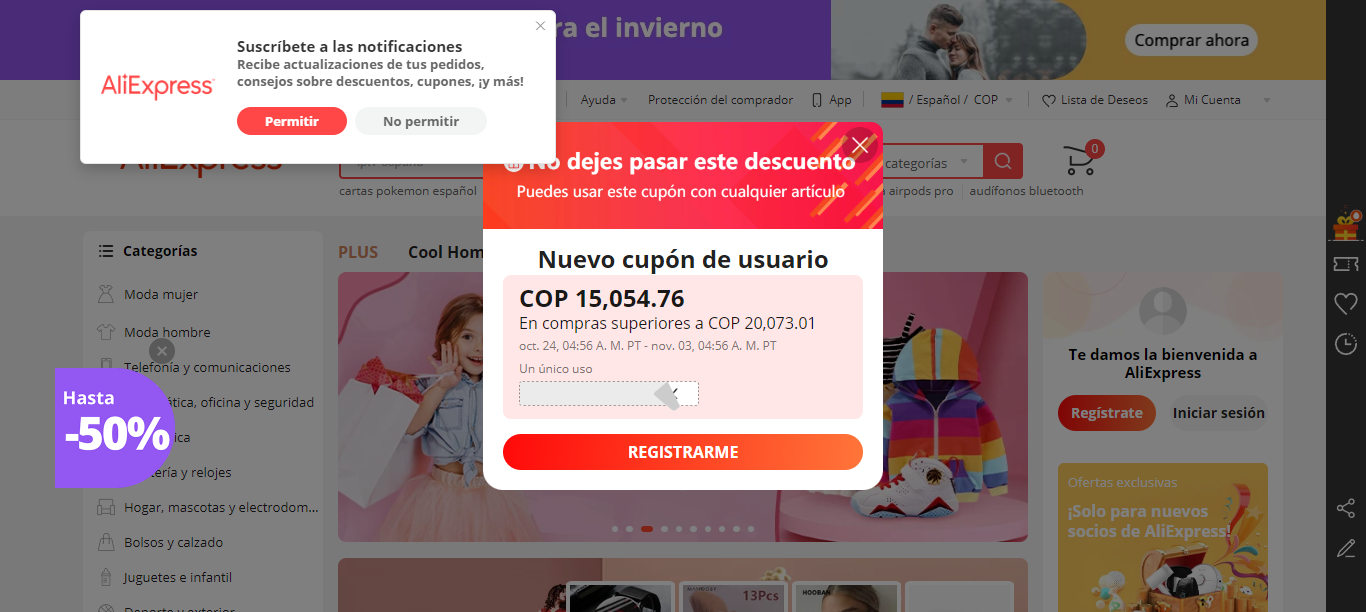 ra el invierno
Comprar ahora
Suscríbete a las notificaciones
Recibe actualizaciones de tus pedidos,
consejos sobre descuentos, cupones, ¡y más!
AliExpress
Permitir
No permitir
Ayuda
Protección del comprador
App
/ Español / COP
Lista de Deseos
Mi Cuenta
AliExpress
categorías
0
cartas pokemon español
airpods pro
audífonos bluetooth
No dejes pasar este descuento
Puedes usar este cupón con cualquier artículo
Nuevo cupón de usuario
COP 15,054.76
En compras superiores a COP 20,073.01
oct. 24, 04:56 A. M. PT - nov. 03, 04:56 A. M. PT
Un único uso
REGISTRARME
Categorías
PLUS
Cool Hom
Moda mujer
Moda hombre
Telefonía y comunicaciones
ática, oficina y seguridad
ica
tería y relojes
Hogar, mascotas y electrodom...
Bolsos y calzado
Juguetes e infantil
Deporte y exterior
Hasta
-50%
Te damos la bienvenida a
AliExpress
Regístrate
Iniciar sesión
Ofertas exclusivas
¡Solo para nuevos
socios de AliExpress!
13Pcs